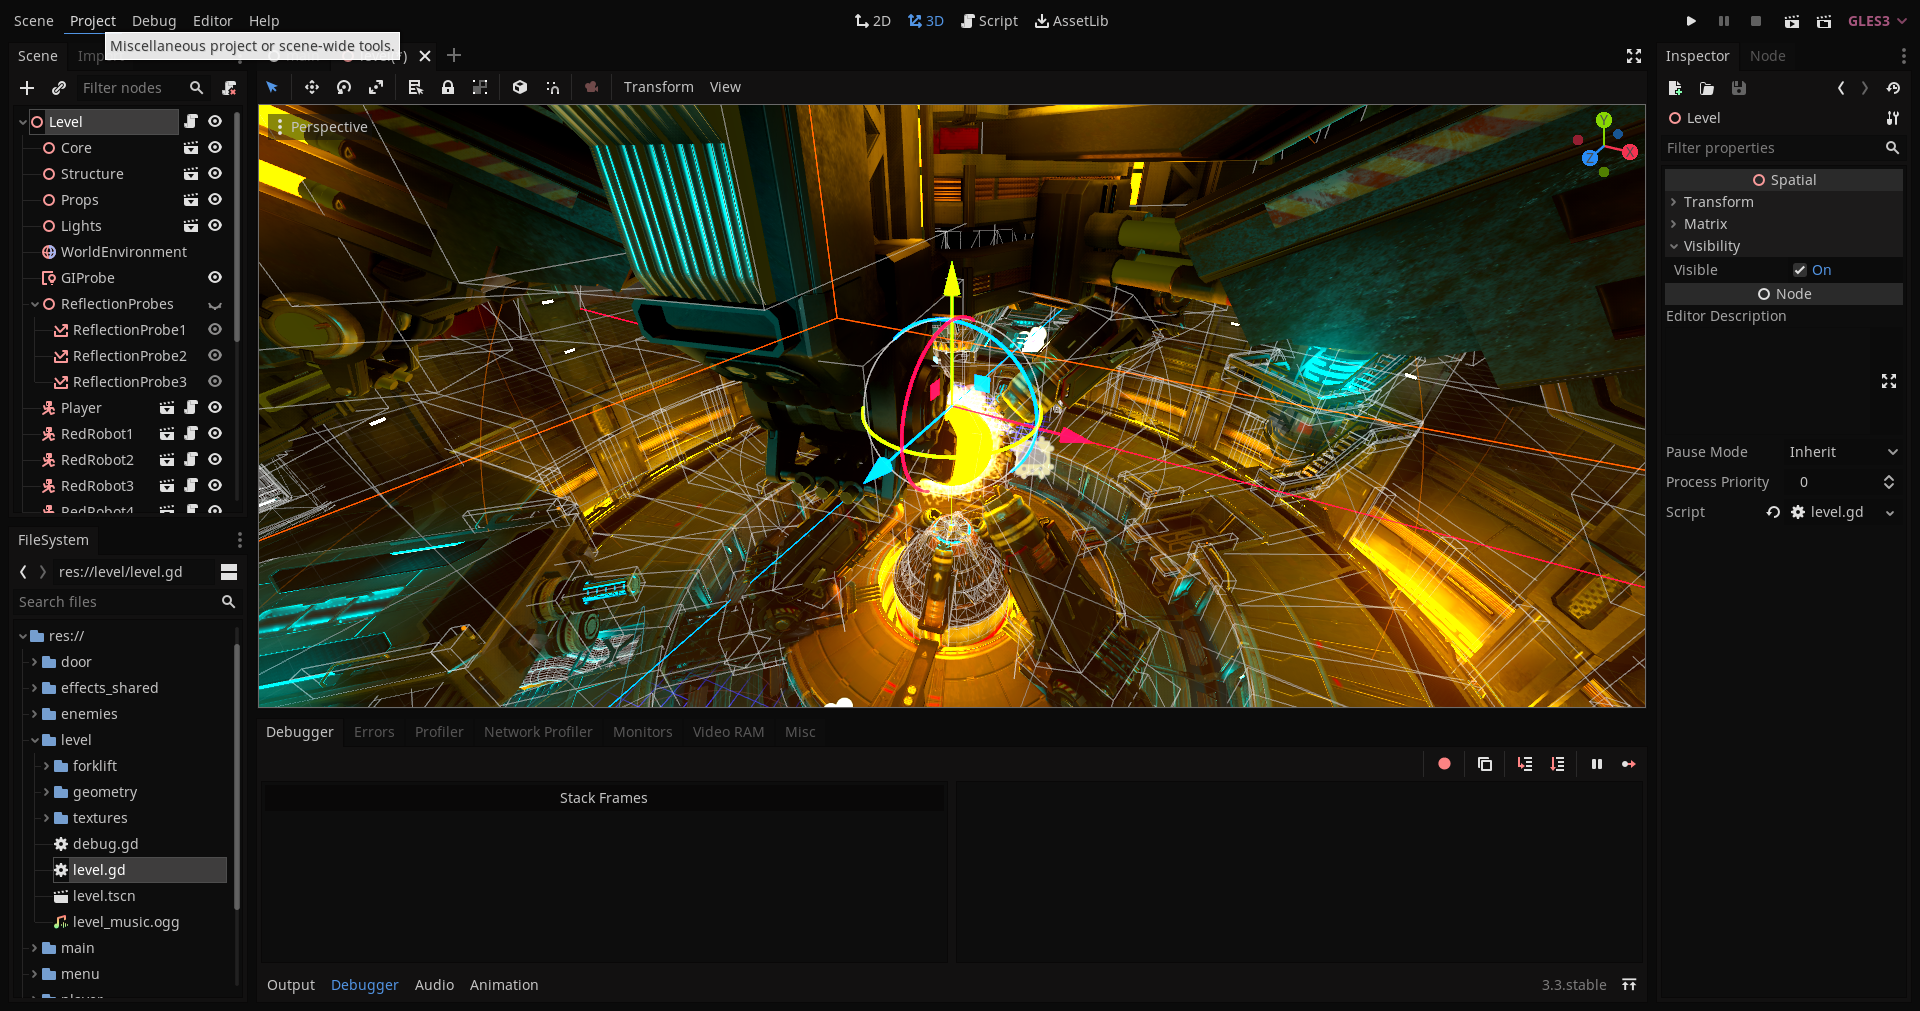 Scene Project Debug Editor Help
2D 3D Script AssetLib
GLES3
Miscellaneous project or scene-wide tools.
Scene
Filter nodes
Level
Core
Structure
Props
Lights
WorldEnvironment
GIProbe
ReflectionProbes
ReflectionProbe1
ReflectionProbe2
ReflectionProbe3
Player
RedRobot1
RedRobot2
RedRobot3
RedRobot4
FileSystem
res://level/level.gd
Search files
res://
door
effects_shared
enemies
level
forklift
geometry
textures
debug.gd
level.gd
level.tscn
level_music.ogg
main
menu
player
Transform View
Perspective
Y
X
Z
Debugger Errors Profiler Network Profiler Monitors Video RAM Misc
Stack Frames
Output Debugger Audio Animation
3.3.stable
Inspector Node
Level
Filter properties
Spatial
Transform
Matrix
Visibility
Visible On
Node
Editor Description
Pause Mode Inherit
Process Priority 0
Script level.gd